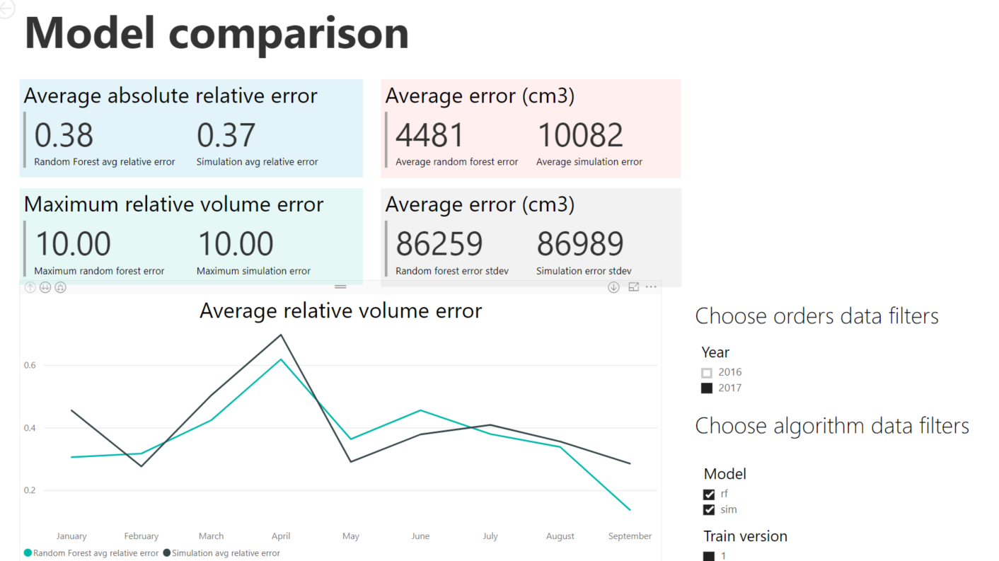 Model comparison
Average absolute relative error
0.38 0.37
Random Forest avg relative error Simulation avg relative error
Average error (cm3)
4481 10082
Average random forest error Average simulation error
Maximum relative volume error
10.00 10.00
Maximum random forest error Maximum simulation error
Average error (cm3)
86259 86989
Random forest error stdev Simulation error stdev
Average relative volume error
0.6
0.4
0.2
January February March April May June July August September
Random Forest avg relative error Simulation avg relative error
Choose orders data filters
Year
2016
2017
Choose algorithm data filters
Model
rf
sim
Train version
1